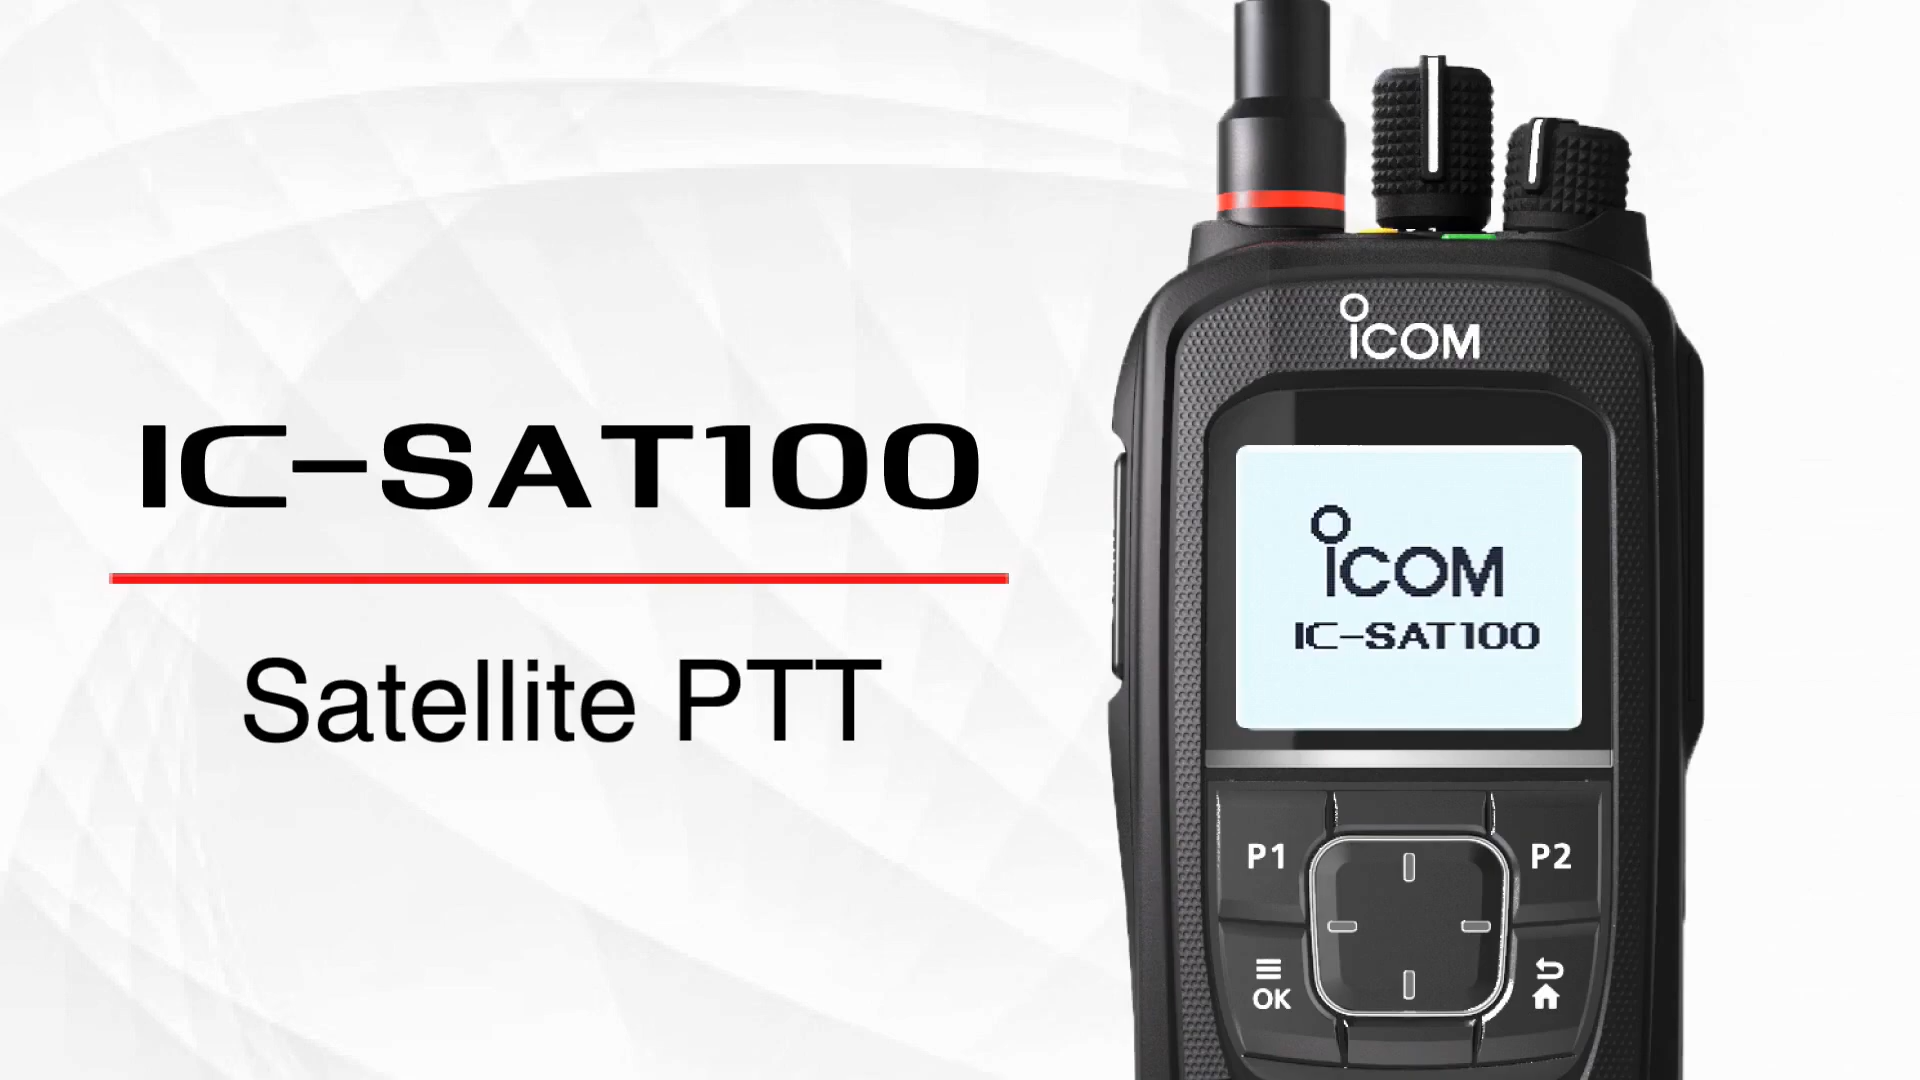 IC-SAT100
Satellite PTT
iCOM
iCOM
IC-SAT100
P1
P2
OK